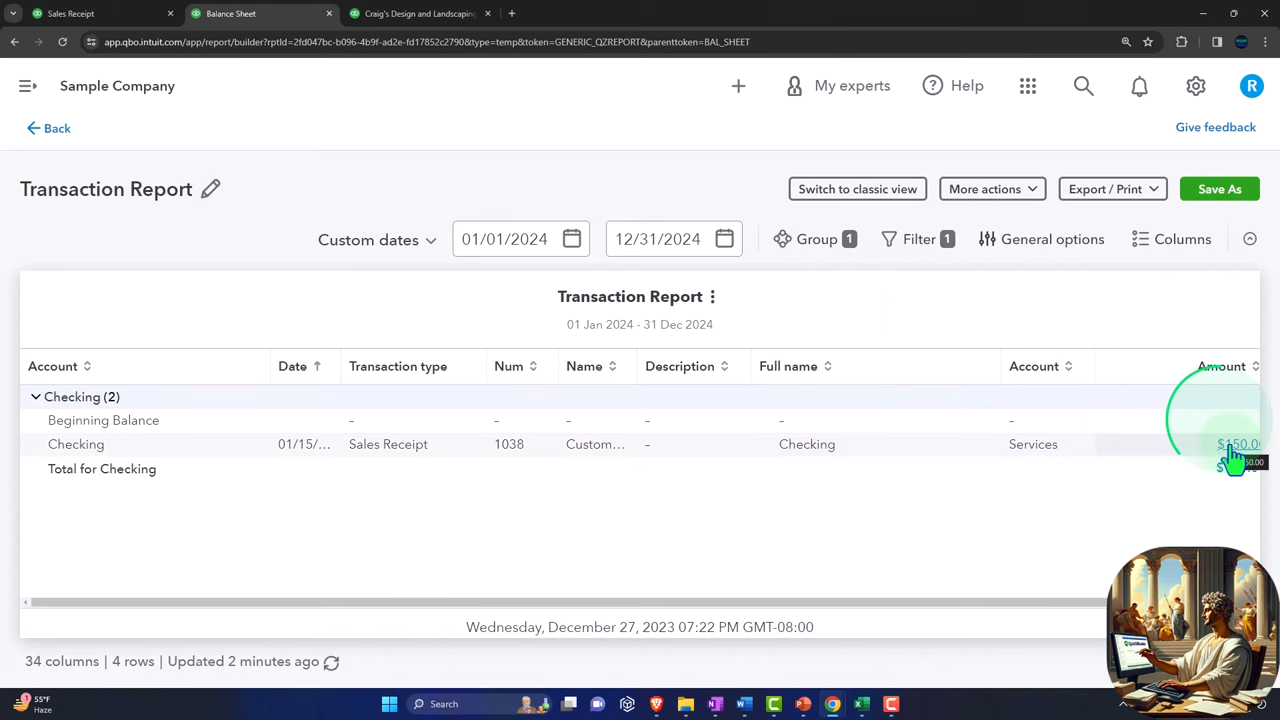 Sales Receipt
Balance Sheet
Craig's Design and Landscaping
app.qbo.intuit.com/app/report/builder?rptId=2fd047bc-b096-4b9f-ad2e-fd17852c2790&type=temp&token=GENERIC_QZREPORT&parenttoken=BAL_SHEET
Sample Company
My experts
Help
R
Back
Give feedback
Transaction Report
Switch to classic view
More actions
Export / Print
Save As
Custom dates
01/01/2024
12/31/2024
Group 1
Filter 1
General options
Columns
Transaction Report
01 Jan 2024 - 31 Dec 2024
Account Date Transaction type Num Name Description Full name Account Amount
Checking (2)
Beginning Balance – – – – – –
Checking 01/15/... Sales Receipt 1038 Custom... – Checking Services $150.0
Total for Checking $
Wednesday, December 27, 2023 07:22 PM GMT-08:00
34 columns | 4 rows | Updated 2 minutes ago
1
55°F
Haze
Search